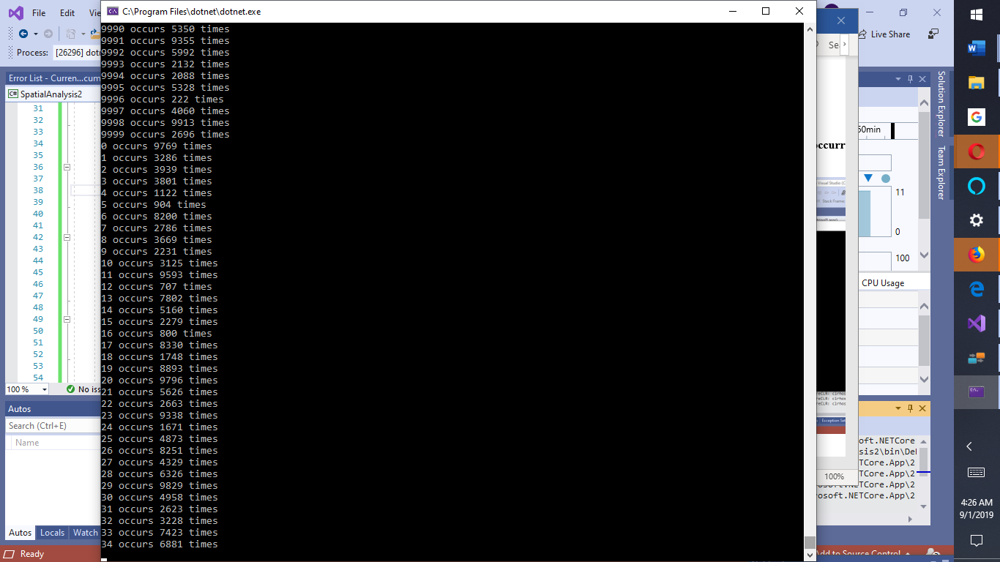 C:\Program Files\dotnet\dotnet.exe
File Edit
Live Share
Process: [26296]
Error List - Curren...cum
SpatialAnalysis2
9990 occurs 5350 times
9991 occurs 9355 times
9992 occurs 5992 times
9993 occurs 2132 times
9994 occurs 2088 times
9995 occurs 5328 times
9996 occurs 222 times
9997 occurs 4060 times
9998 occurs 9913 times
9999 occurs 2696 times
0 occurs 9769 times
1 occurs 3286 times
2 occurs 3939 times
3 occurs 3801 times
4 occurs 1122 times
5 occurs 904 times
6 occurs 8200 times
7 occurs 2786 times
8 occurs 3669 times
9 occurs 2231 times
10 occurs 3125 times
11 occurs 9593 times
12 occurs 707 times
13 occurs 7802 times
14 occurs 5160 times
15 occurs 2279 times
16 occurs 800 times
17 occurs 8330 times
18 occurs 1748 times
19 occurs 8893 times
20 occurs 9796 times
21 occurs 5626 times
22 occurs 2663 times
23 occurs 9338 times
24 occurs 1671 times
25 occurs 4873 times
26 occurs 8251 times
27 occurs 4329 times
28 occurs 6326 times
29 occurs 9829 times
30 occurs 4958 times
31 occurs 2623 times
32 occurs 3228 times
33 occurs 7423 times
34 occurs 6881 times
31
32
33
34
35
36
37
38
39
40
41
42
43
44
45
46
47
48
49
50
51
52
53
54
100 %
No iss
Autos
Search (Ctrl+E)
Name
Autos Locals Watch
Ready
Se
50min
occurr
11
0
100
CPU Usage
oft.NETCore
sis2\bin\Del
TCore.App\2
TCore.App\2
osoft.NETCore.App\2
rosoft.NETCore.App\2
100%
Add to Source Control
Solution Explorer
Team Explorer
4:26 AM
9/1/2019